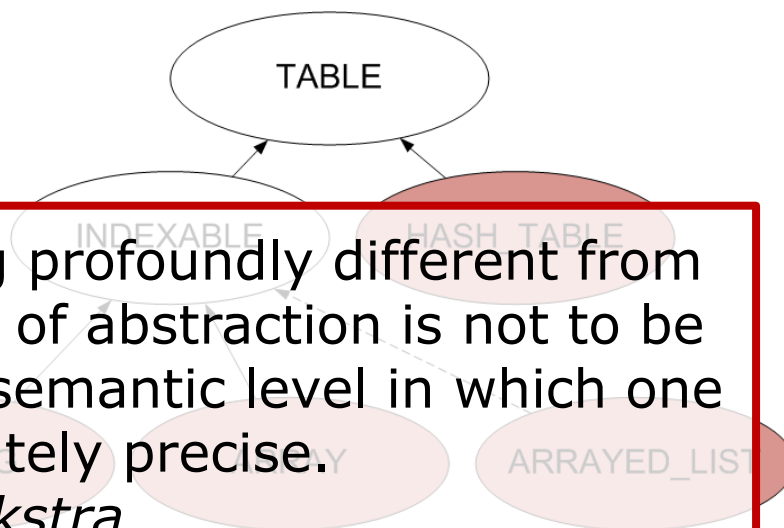 TABLE
INDEXABLE HASH_TABLE
profoundly different from
of abstraction is not to be
semantic level in which one
tely precise.
ARRAY ARRAYED_LIST
kstra